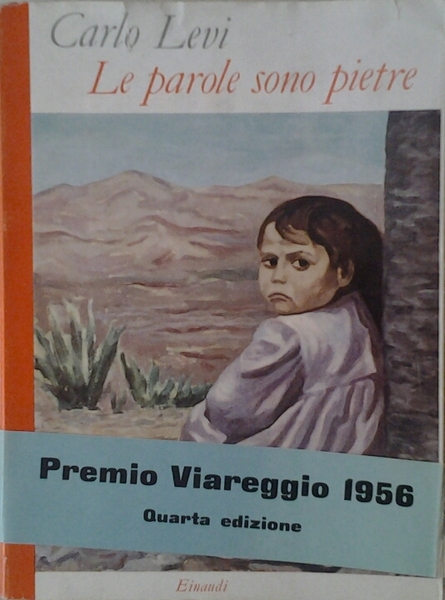 Carlo Levi
Le parole sono pietre
Premio Viareggio 1956
Quarta edizione
Einaudi